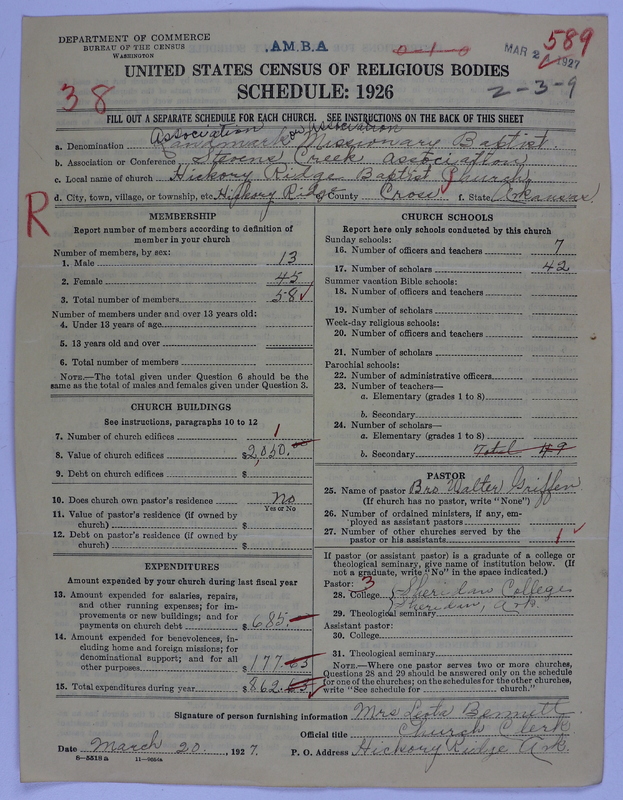 DEPARTMENT OF COMMERCE
BUREAU OF THE CENSUS
WASHINGTON
.A.M.B.A
0-1-0
MAR 2 1927
589
2-3-9
38
UNITED STATES CENSUS OF RELIGIOUS BODIES
SCHEDULE: 1926
FILL OUT A SEPARATE SCHEDULE FOR EACH CHURCH. SEE INSTRUCTIONS ON THE BACK OF THIS SHEET
Association or Association
a. Denomination Landmark Missionary Baptist.
b. Association or Conference Stevens Creek association
c. Local name of church Hickory Ridge Baptist Church
d. City, town, village, or township, etc. Hickory Ridge County Cross f. State Arkansas
R
MEMBERSHIP
Report number of members according to definition of member in your church
Number of members, by sex:
1. Male 13
2. Female 45
3. Total number of members 58
Number of members under and over 13 years old:
4. Under 13 years of age
5. 13 years old and over
6. Total number of members
NOTE.—The total given under Question 6 should be the same as the total of males and females given under Question 3.
CHURCH BUILDINGS
See instructions, paragraphs 10 to 12
7. Number of church edifices 1
8. Value of church edifices $2,050.
9. Debt on church edifices $
10. Does church own pastor's residence No
Yes or No
11. Value of pastor's residence (if owned by church) $
12. Debt on pastor's residence (if owned by church) $
EXPENDITURES
Amount expended by your church during last fiscal year
13. Amount expended for salaries, repairs, and other running expenses; for improvements or new buildings; and for payments on church debt $685.
14. Amount expended for benevolences, including home and foreign missions; for denominational support; and for all other purposes $177.63
15. Total expenditures during year $862.63
CHURCH SCHOOLS
Report here only schools conducted by this church
Sunday schools:
16. Number of officers and teachers 7
17. Number of scholars 42
Summer vacation Bible schools:
18. Number of officers and teachers
19. Number of scholars
Week-day religious schools:
20. Number of officers and teachers
21. Number of scholars
Parochial schools:
22. Number of administrative officers
23. Number of teachers—
a. Elementary (grades 1 to 8)
b. Secondary
24. Number of scholars—
a. Elementary (grades 1 to 8)
b. Secondary Total 49
PASTOR
25. Name of pastor Bro Walter Griffen
(If church has no pastor, write "None")
26. Number of ordained ministers, if any, employed as assistant pastors
27. Number of other churches served by the pastor or his assistants 1
If pastor (or assistant pastor) is a graduate of a college or theological seminary, give name of institution below. (If not a graduate, write "No" in the space indicated.)
Pastor: 3
28. College Sheridan College
Sheridan, Ark
29. Theological seminary
Assistant pastor:
30. College
31. Theological seminary
NOTE.—Where one pastor serves two or more churches, Questions 28 and 29 should be answered only on the schedule for one of the churches; on the schedules for the other churches, write "See schedule for church."
Signature of person furnishing information Mrs Leota Bennett
Official title Church Clerk
Date March 20, 1927. P. O. Address Hickory Ridge Ark.
8-5518a